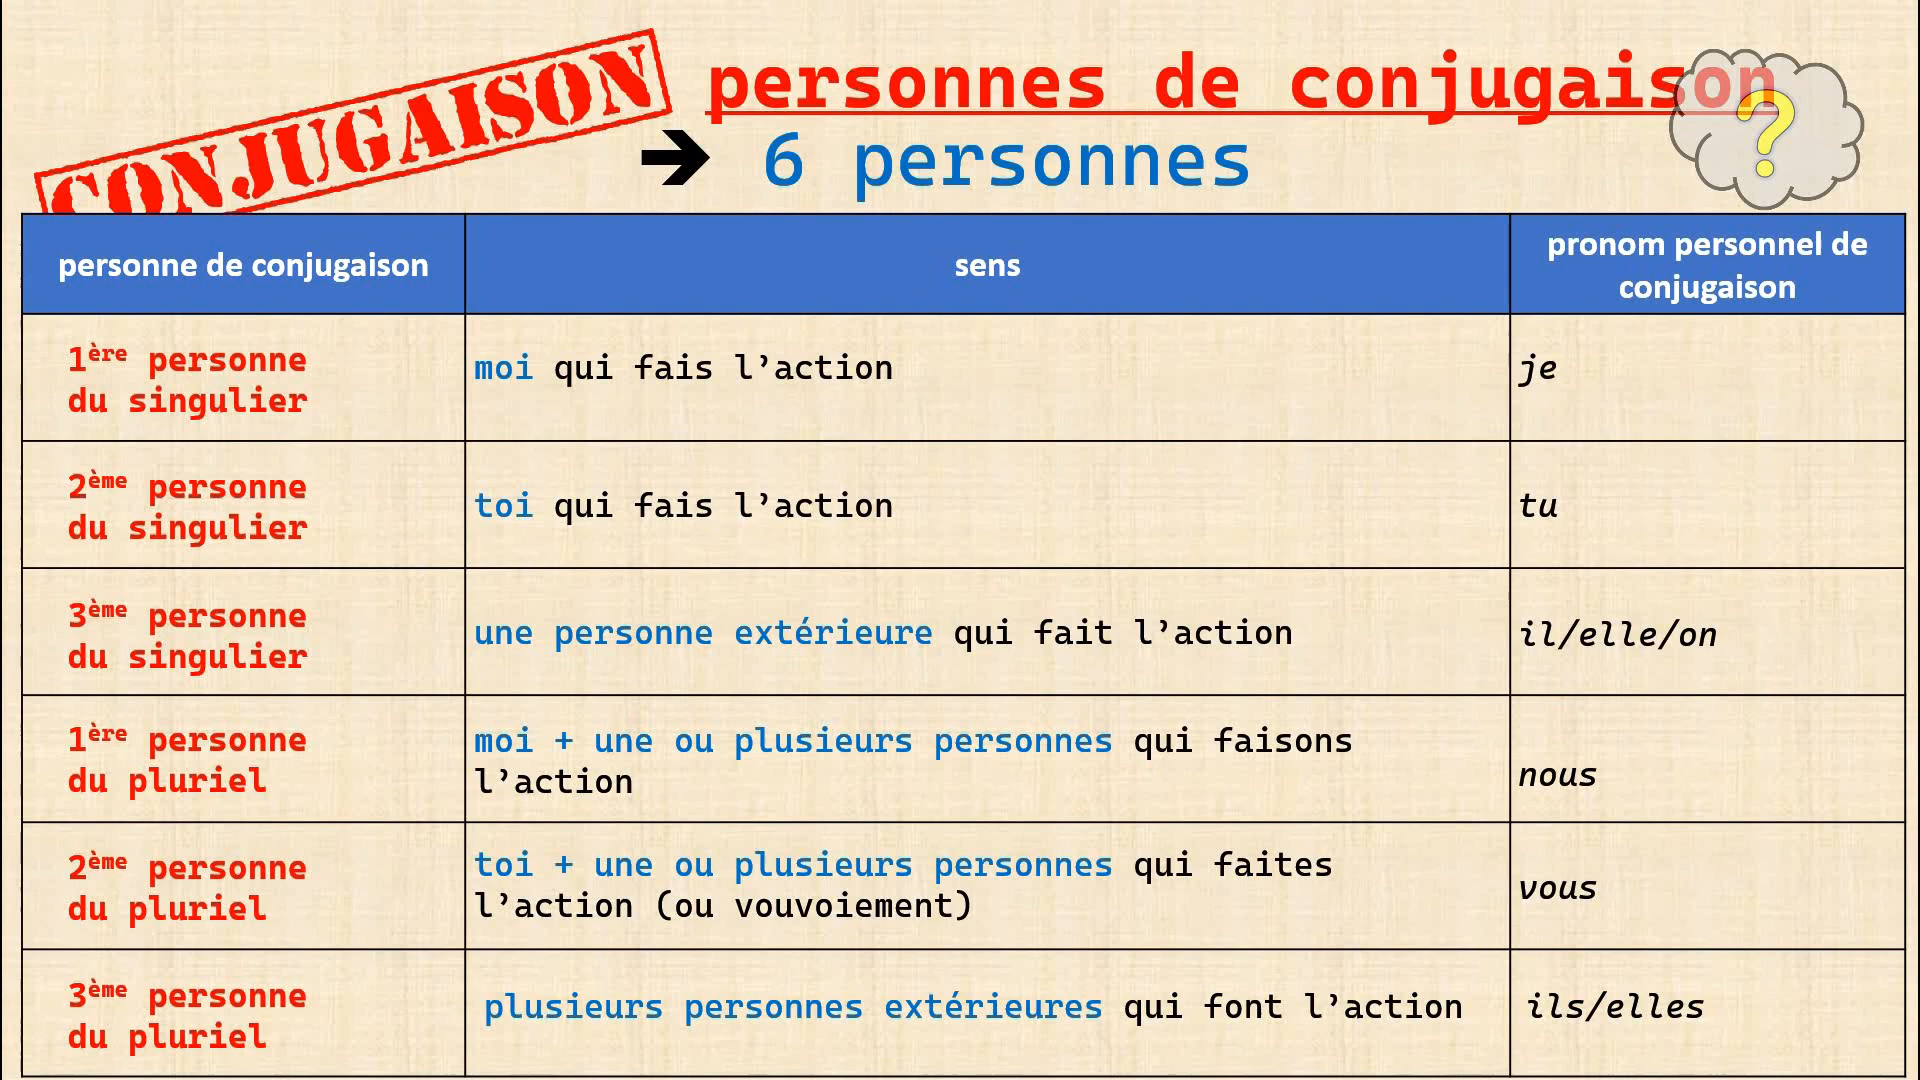 CONJUGAISON
personnes de conjugaison
➔ 6 personnes
?
personne de conjugaison
sens
pronom personnel de
conjugaison
1ère personne
du singulier
moi qui fais l’action
je
2ème personne
du singulier
toi qui fais l’action
tu
3ème personne
du singulier
une personne extérieure qui fait l’action
il/elle/on
1ère personne
du pluriel
moi + une ou plusieurs personnes qui faisons
l’action
nous
2ème personne
du pluriel
toi + une ou plusieurs personnes qui faites
l’action (ou vouvoiement)
vous
3ème personne
du pluriel
plusieurs personnes extérieures qui font l’action
ils/elles